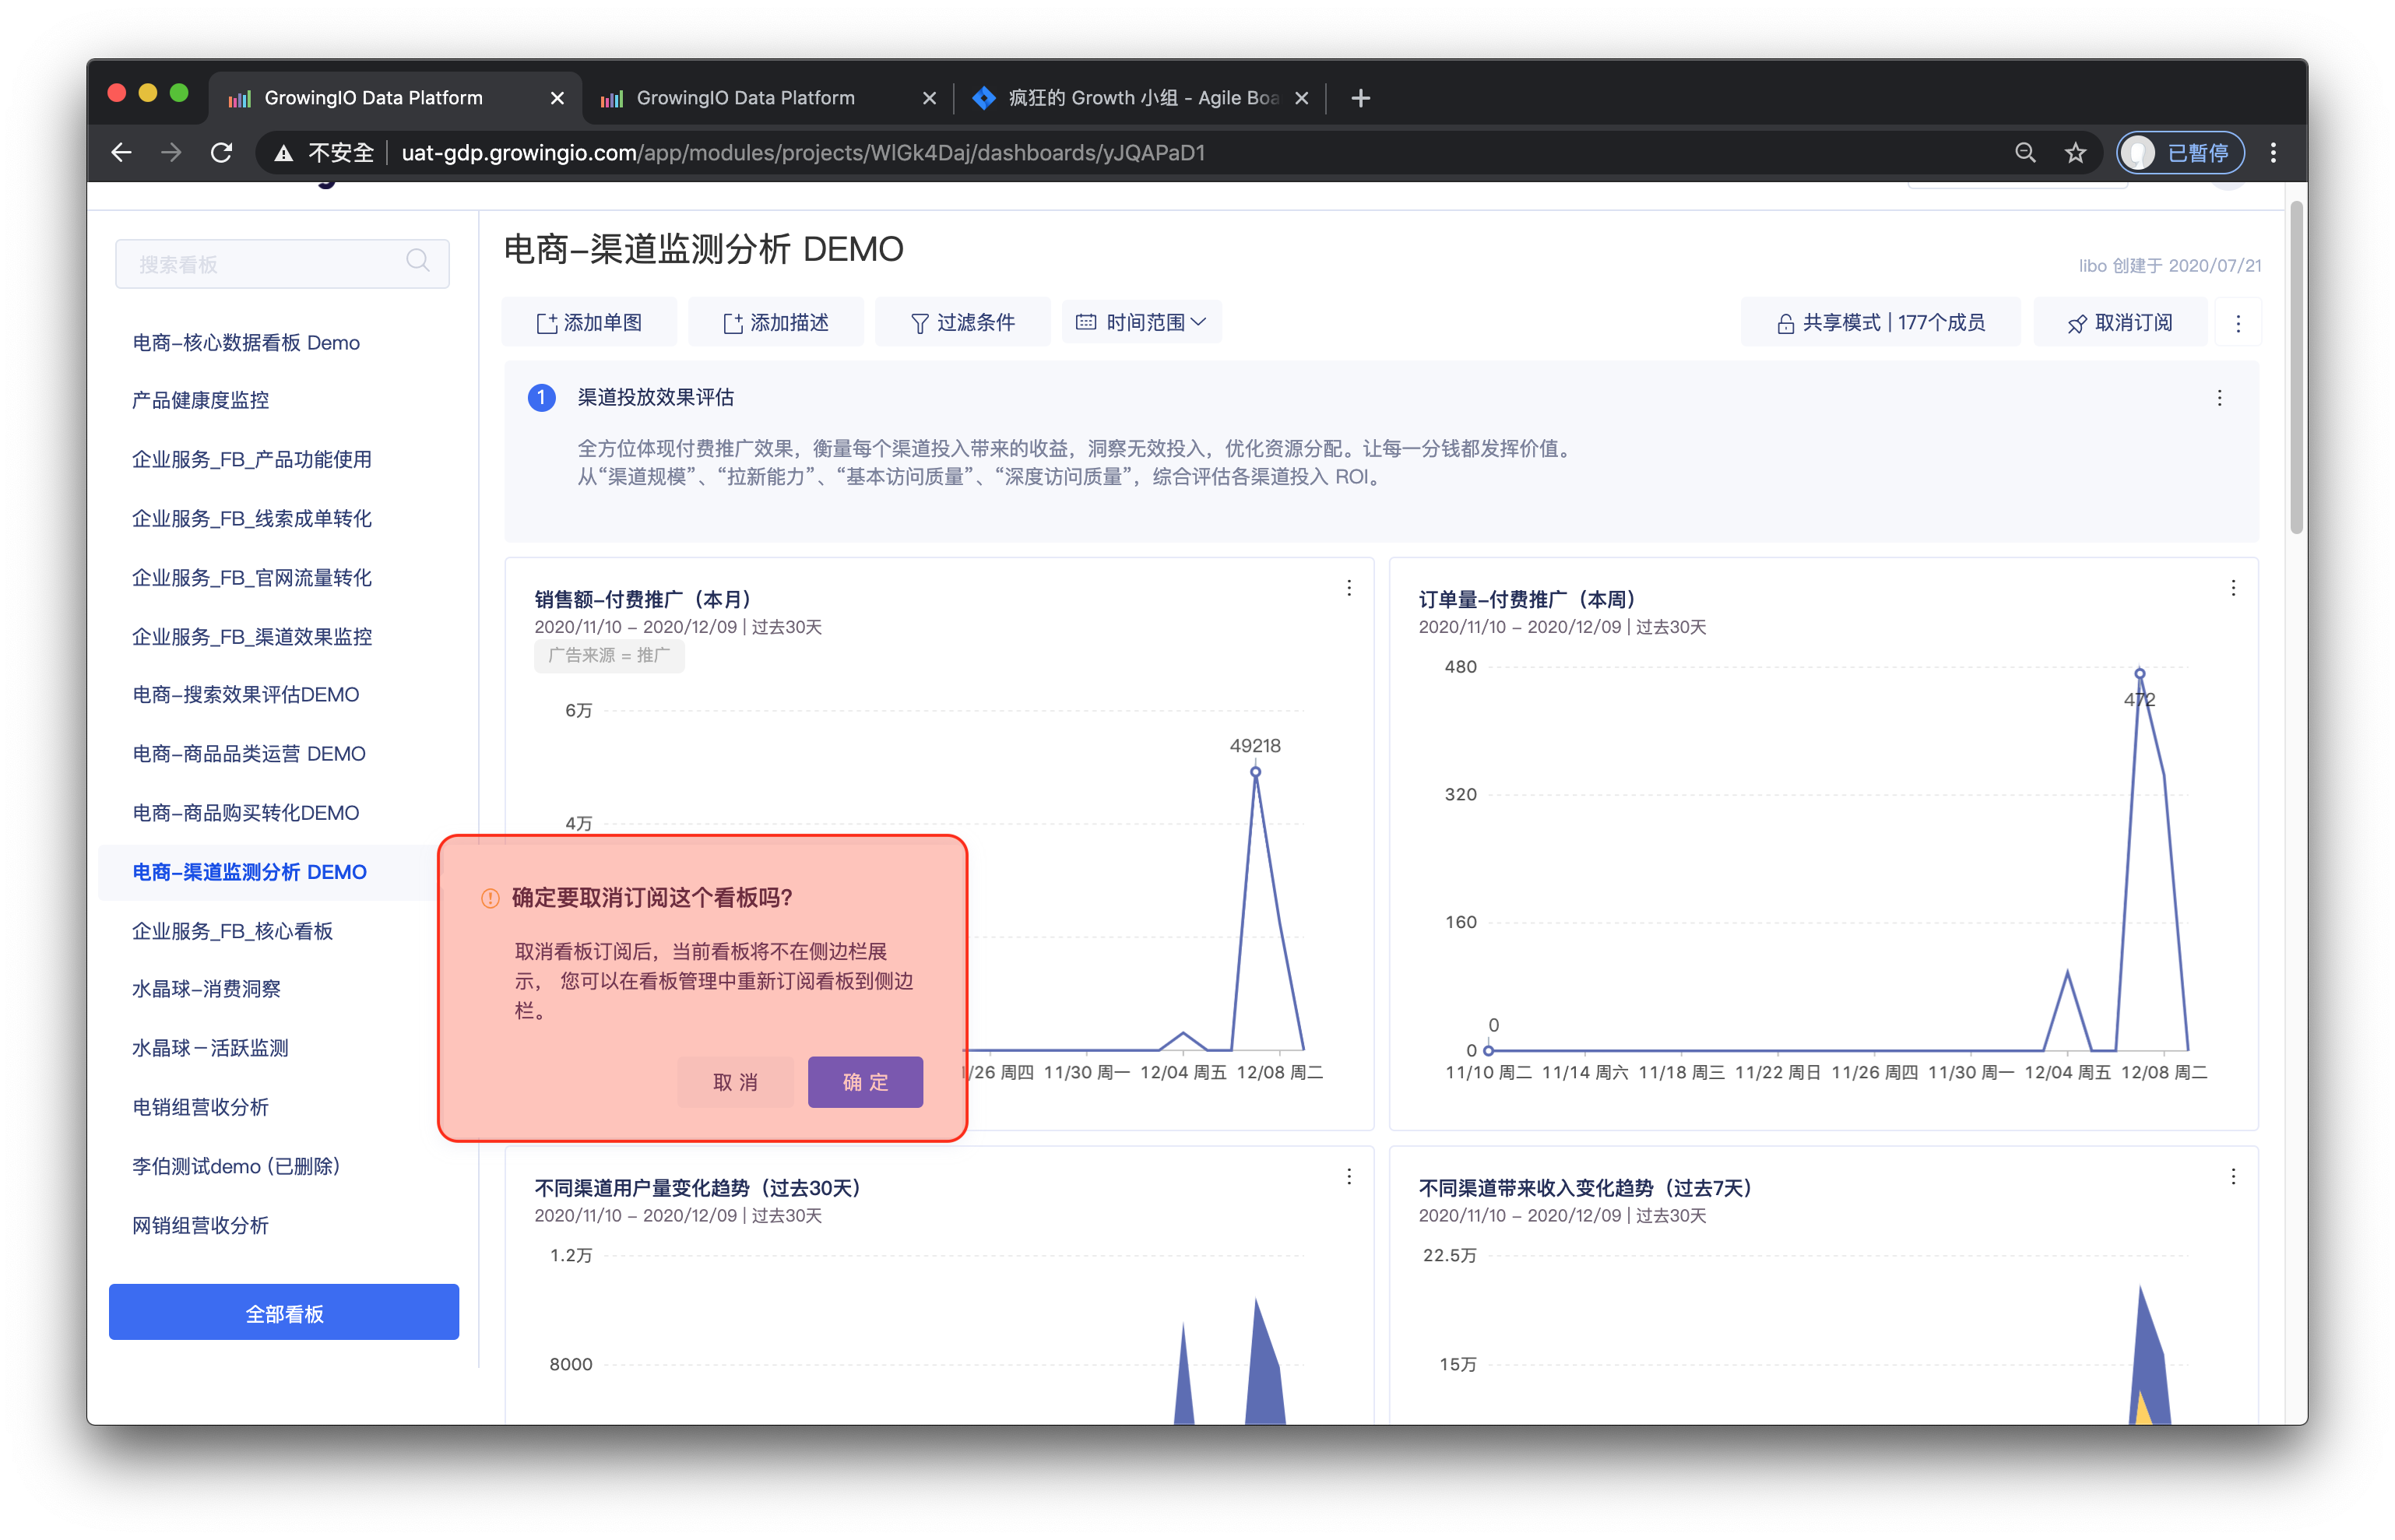 GrowingIO Data Platform
GrowingIO Data Platform
疯狂的 Growth 小组 - Agile Boa
不安全
uat-gdp.growingio.com/app/modules/projects/WlGk4Daj/dashboards/yJQAPaD1
已暂停
搜索看板
电商-核心数据看板 Demo
产品健康度监控
企业服务_FB_产品功能使用
企业服务_FB_线索成单转化
企业服务_FB_官网流量转化
企业服务_FB_渠道效果监控
电商-搜索效果评估DEMO
电商-商品品类运营 DEMO
电商-商品购买转化DEMO
电商-渠道监测分析 DEMO
企业服务_FB_核心看板
水晶球-消费洞察
水晶球－活跃监测
电销组营收分析
李伯测试demo (已删除)
网销组营收分析
全部看板
电商-渠道监测分析 DEMO
libo 创建于 2020/07/21
添加单图
添加描述
过滤条件
时间范围
共享模式 | 177个成员
取消订阅
1
渠道投放效果评估
全方位体现付费推广效果，衡量每个渠道投入带来的收益，洞察无效投入，优化资源分配。让每一分钱都发挥价值。
从“渠道规模”、“拉新能力”、“基本访问质量”、“深度访问质量”，综合评估各渠道投入 ROI。
销售额-付费推广（本月）
2020/11/10 - 2020/12/09 | 过去30天
广告来源 = 推广
6万
4万
49218
/26 周四 11/30 周一 12/04 周五 12/08 周二
订单量-付费推广（本周）
2020/11/10 - 2020/12/09 | 过去30天
480
472
320
160
0
0
11/10 周二 11/14 周六 11/18 周三 11/22 周日 11/26 周四 11/30 周一 12/04 周五 12/08 周二
确定要取消订阅这个看板吗?
取消看板订阅后，当前看板将不在侧边栏展
示， 您可以在看板管理中重新订阅看板到侧边
栏。
取 消
确 定
不同渠道用户量变化趋势（过去30天）
2020/11/10 - 2020/12/09 | 过去30天
1.2万
8000
不同渠道带来收入变化趋势（过去7天）
2020/11/10 - 2020/12/09 | 过去30天
22.5万
15万